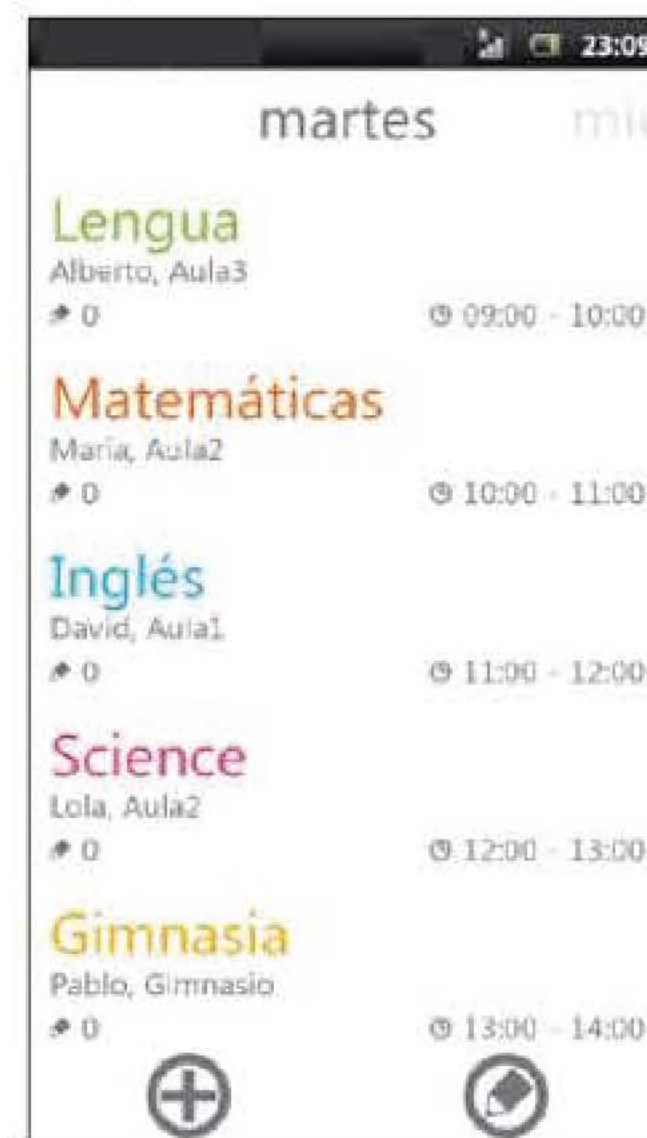 23:09
martes mié
Lengua
Alberto, Aula3
0 09:00 - 10:00
Matemáticas
María, Aula2
0 10:00 - 11:00
Inglés
David, Aula1
0 11:00 - 12:00
Science
Lola, Aula2
0 12:00 - 13:00
Gimnasia
Pablo, Gimnasio
0 13:00 - 14:00